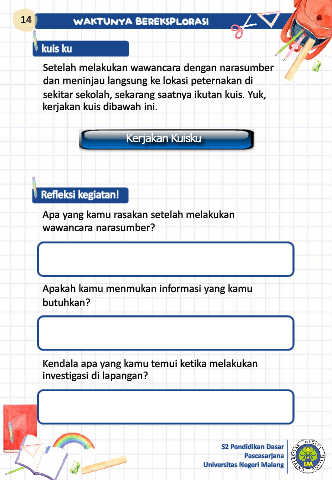 14
WAKTUNYA BEREKSPLORASI
kuis ku
Setelah melakukan wawancara dengan narasumber
dan meninjau langsung ke lokasi peternakan di
sekitar sekolah, sekarang saatnya ikutan kuis. Yuk,
kerjakan kuis dibawah ini.
Kerjakan Kuisku
Refleksi kegiatan!
Apa yang kamu rasakan setelah melakukan
wawancara narasumber?
Apakah kamu menmukan informasi yang kamu
butuhkan?
Kendala apa yang kamu temui ketika melakukan
investigasi di lapangan?
S2 Pendidikan Dasar
Pascasarjana
Universitas Negeri Malang